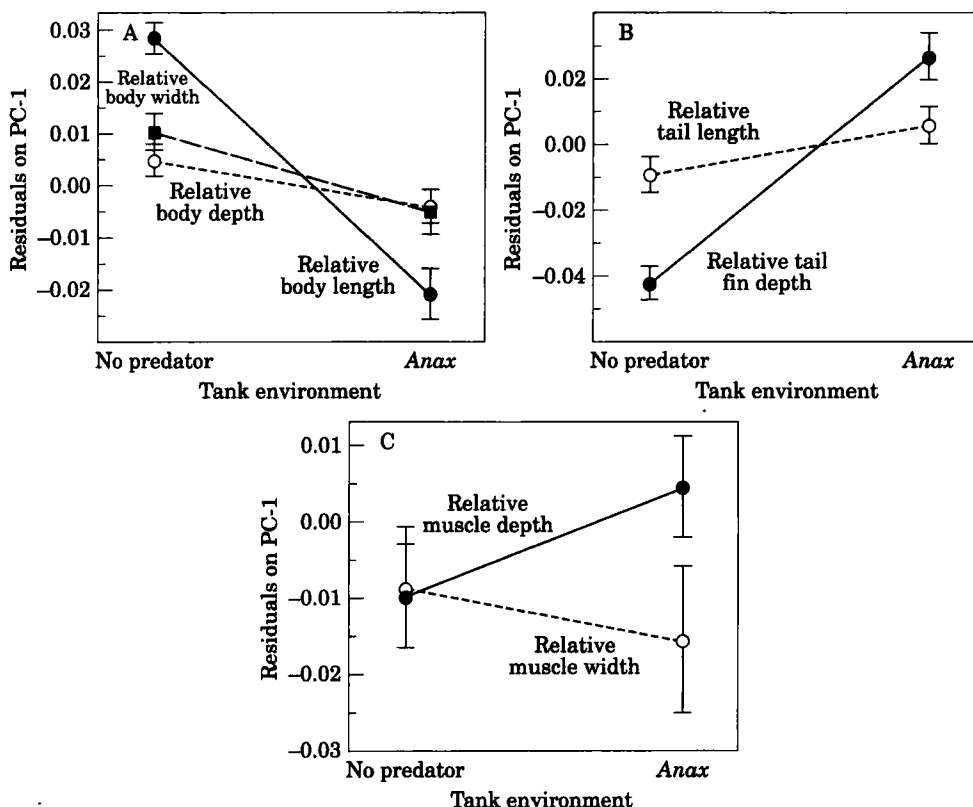 A
Residuals on PC-1
0.03
0.02
0.01
0.00
−0.01
−0.02
Relative
body width
Relative
body depth
Relative
body length
No predator
Anax
Tank environment
B
Residuals on PC-1
0.02
0.00
−0.02
−0.04
Relative
tail length
Relative tail
fin depth
No predator
Anax
Tank environment
C
Residuals on PC-1
0.01
0.00
−0.01
−0.02
−0.03
Relative
muscle depth
Relative
muscle width
No predator
Anax
Tank environment